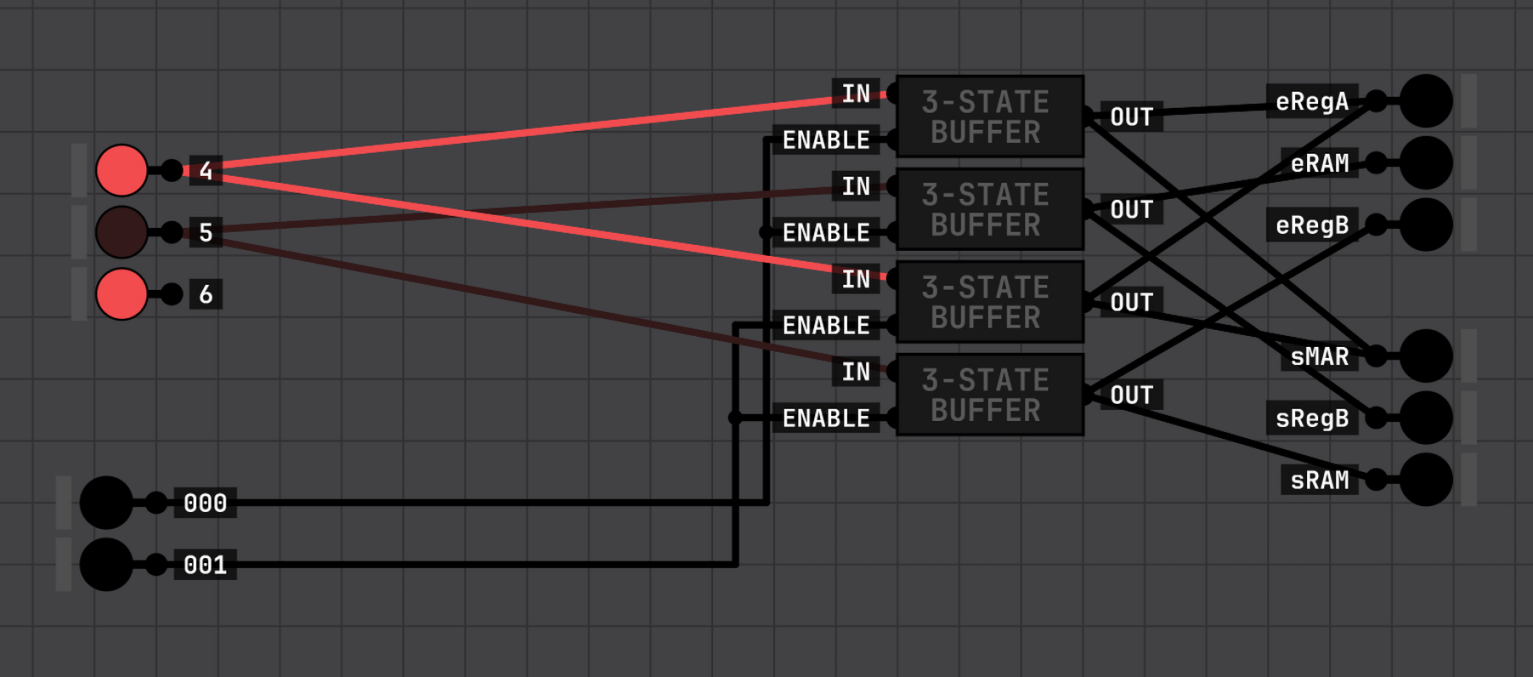 4
5
6
000
001
IN
ENABLE
IN
ENABLE
IN
ENABLE
IN
ENABLE
3-STATE
BUFFER
3-STATE
BUFFER
3-STATE
BUFFER
3-STATE
BUFFER
OUT
OUT
OUT
OUT
eRegA
eRAM
eRegB
sMAR
sRegB
sRAM